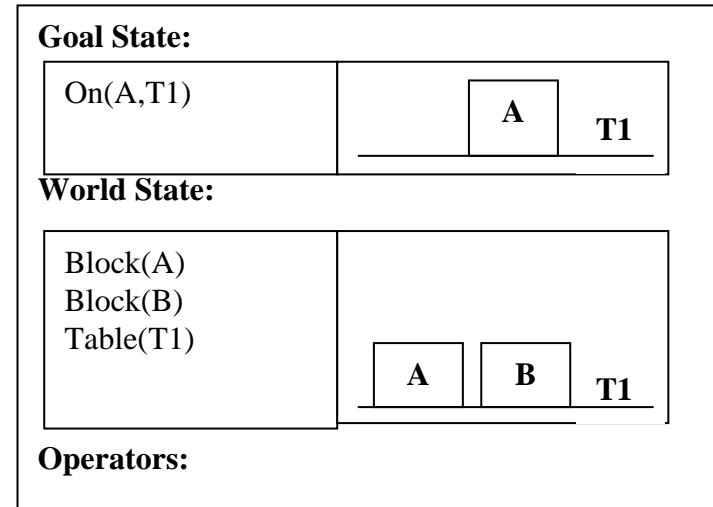 Goal State:
On(A,T1)
A
T1
World State:
Block(A)
Block(B)
Table(T1)
A B
T1
Operators: